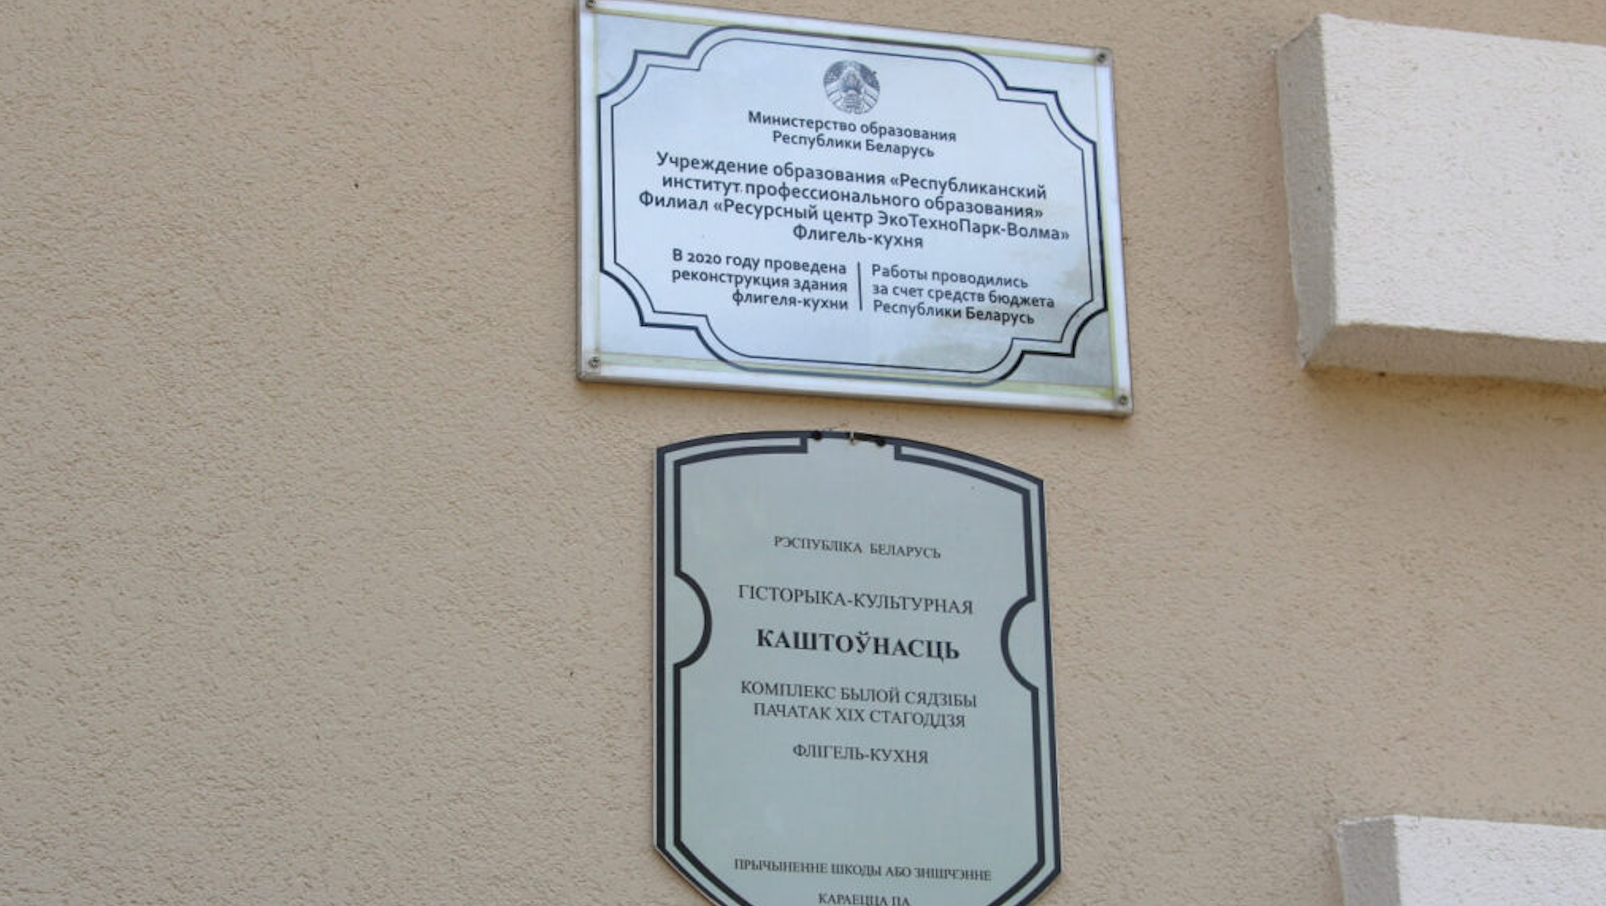 Министерство образования
Республики Беларусь
Учреждение образования «Республиканский
институт профессионального образования»
Филиал «Ресурсный центр ЭкоТехноПарк-Волма»
Флигель-кухня
В 2020 году проведена
реконструкция здания
флигеля-кухни
Работы проводились
за счет средств бюджета
Республики Беларусь
РЭСПУБЛІКА БЕЛАРУСЬ
ГІСТОРЫКА-КУЛЬТУРНАЯ
КАШТОЎНАСЦЬ
КОМПЛЕКС БЫЛОЙ СЯДЗІБЫ
ПАЧАТАК XIX СТАГОДДЗЯ
ФЛІГЕЛЬ-КУХНЯ
ПРЫЧЫНЕННЕ ШКОДЫ АБО ЗНІШЧЭННЕ
КАРАЕЦЦА ПА